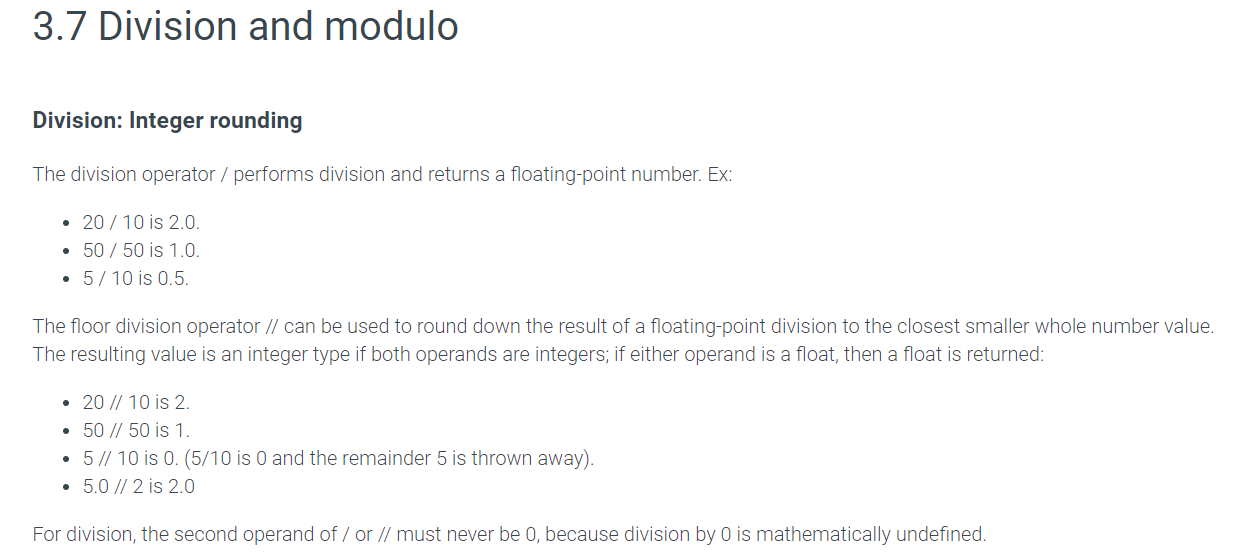 3.7 Division and modulo
Division: Integer rounding
The division operator / performs division and returns a floating-point number. Ex:
• 20 / 10 is 2.0.
• 50 / 50 is 1.0.
• 5 / 10 is 0.5.
The floor division operator // can be used to round down the result of a floating-point division to the closest smaller whole number value.
The resulting value is an integer type if both operands are integers; if either operand is a float, then a float is returned:
• 20 // 10 is 2.
• 50 // 50 is 1.
• 5 // 10 is 0. (5/10 is 0 and the remainder 5 is thrown away).
• 5.0 // 2 is 2.0
For division, the second operand of / or // must never be 0, because division by 0 is mathematically undefined.